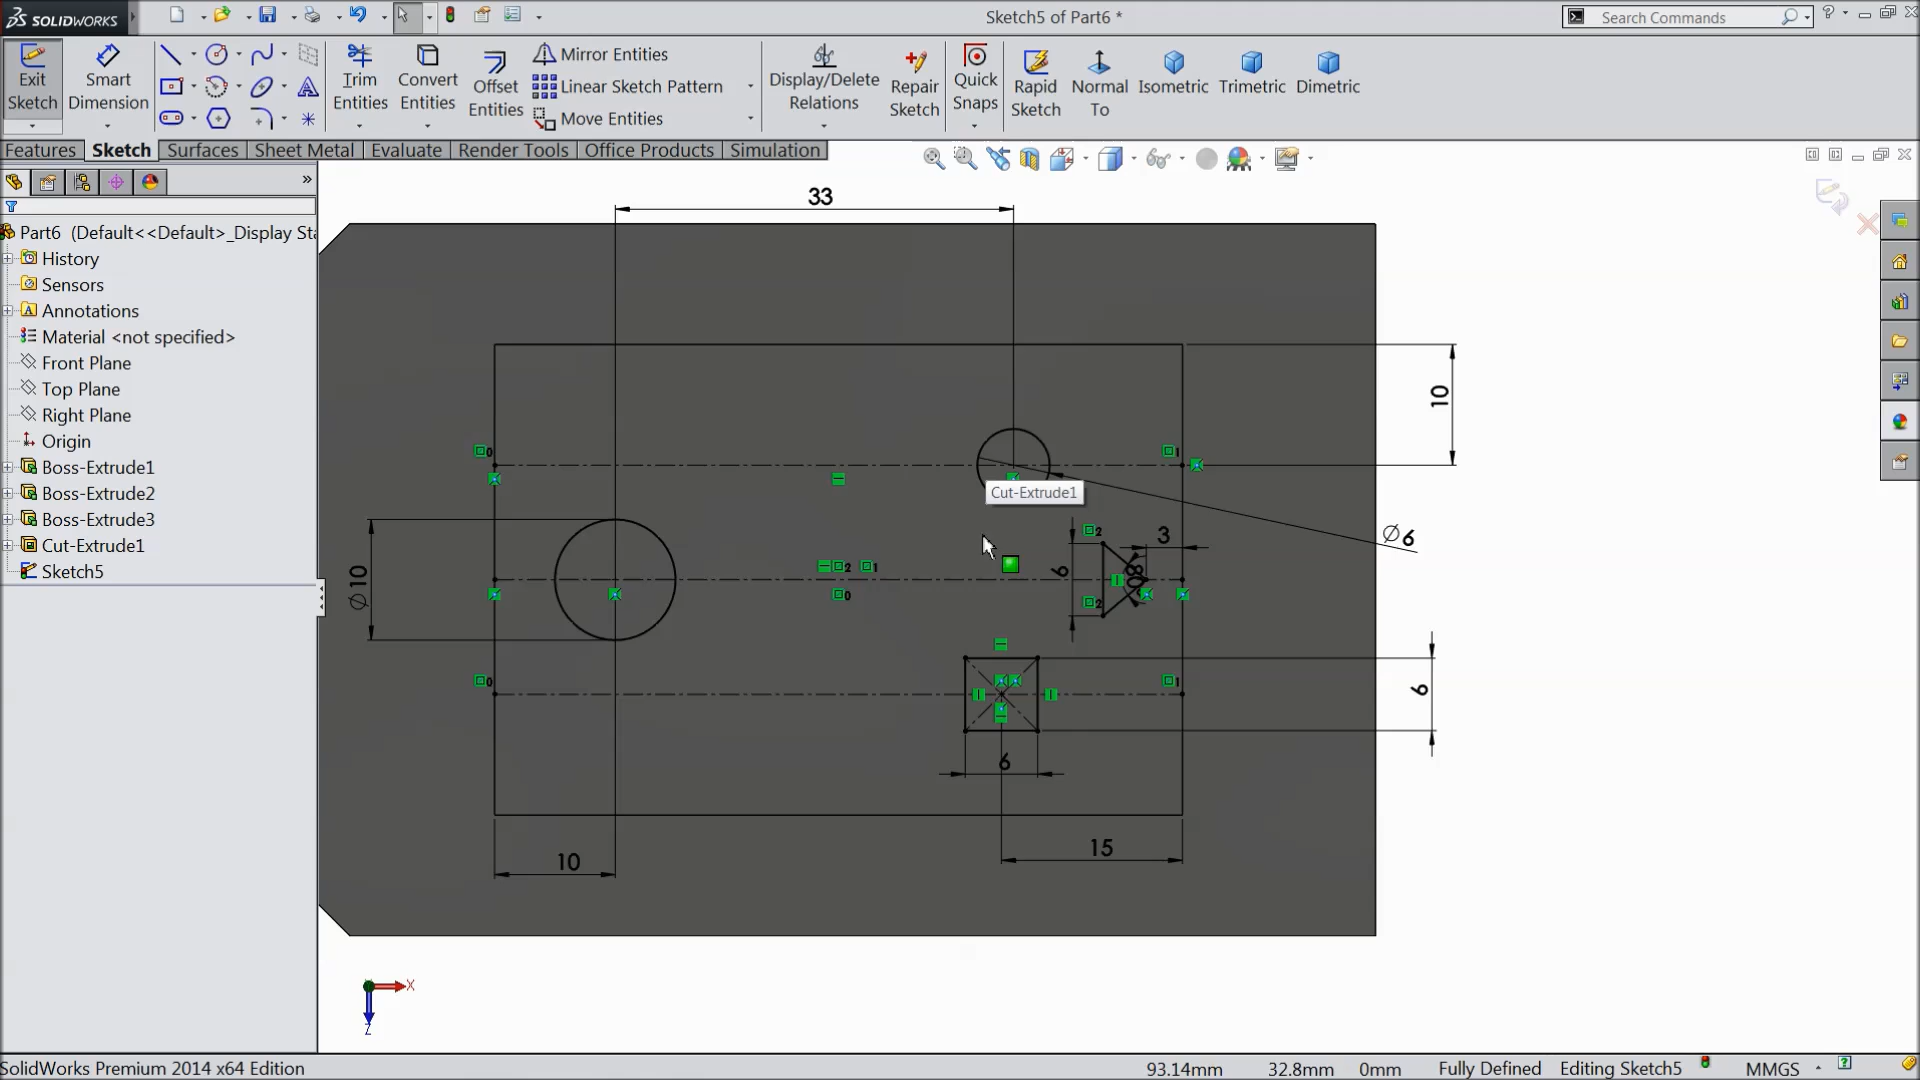 SOLIDWORKS
Sketch5 of Part6 *
Search Commands
Exit Sketch
Smart Dimension
Trim Entities
Convert Entities
Offset Entities
Mirror Entities
Linear Sketch Pattern
Move Entities
Display/Delete Relations
Repair Sketch
Quick Snaps
Rapid Sketch
Normal To
Isometric
Trimetric
Dimetric
Features
Sketch
Surfaces
Sheet Metal
Evaluate
Render Tools
Office Products
Simulation
Part6 (Default<<Default>_Display Sta
History
Sensors
Annotations
Material <not specified>
Front Plane
Top Plane
Right Plane
Origin
Boss-Extrude1
Boss-Extrude2
Boss-Extrude3
Cut-Extrude1
Sketch5
33
10
Cut-Extrude1
∅6
3
6
80
∅10
6
6
10
15
X
Z
SolidWorks Premium 2014 x64 Edition
93.14mm
32.8mm
0mm
Fully Defined
Editing Sketch5
MMGS